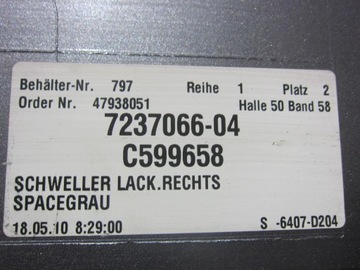 Behälter-Nr. 797 Reihe 1 Platz 2
Order Nr. 47938051 Halle 50 Band 58
7237066-04
C599658
SCHWELLER LACK.RECHTS
SPACEGRAU
18.05.10 8:29:00 S -6407-D204